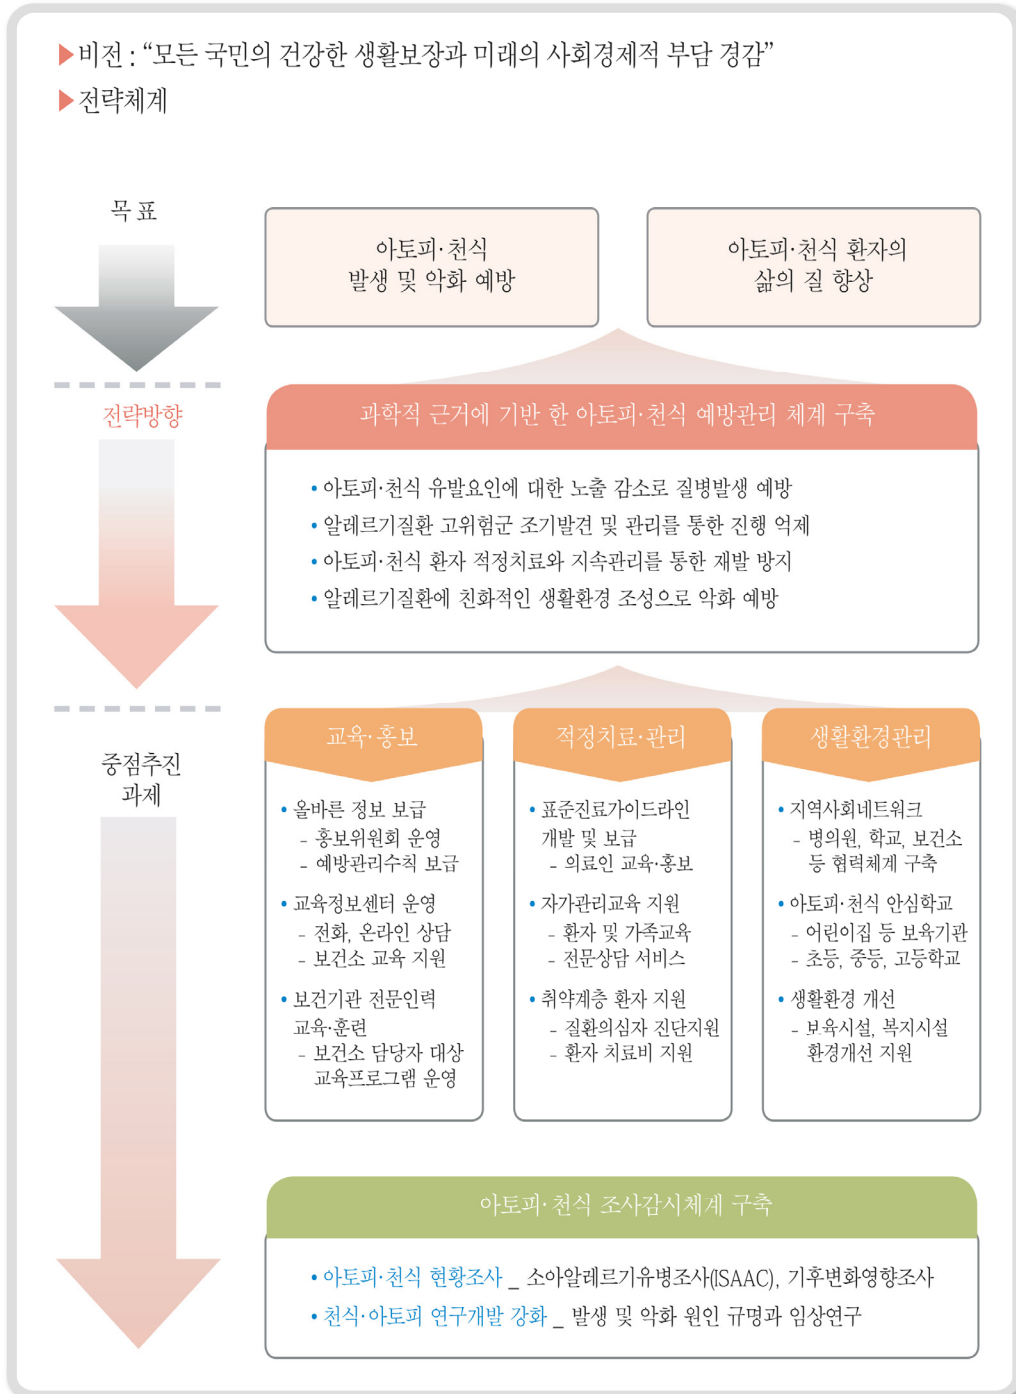 ▶비전 : “모든 국민의 건강한 생활보장과 미래의 사회경제적 부담 경감”
▶전략체계
목 표
아토피·천식
발생 및 악화 예방
아토피·천식 환자의
삶의 질 향상
전략방향
과학적 근거에 기반 한 아토피·천식 예방관리 체계 구축
• 아토피·천식 유발요인에 대한 노출 감소로 질병발생 예방
• 알레르기질환 고위험군 조기발견 및 관리를 통한 진행 억제
• 아토피·천식 환자 적정치료와 지속관리를 통한 재발 방지
• 알레르기질환에 친화적인 생활환경 조성으로 악화 예방
중점추진
과제
교육·홍보
• 올바른 정보 보급
- 홍보위원회 운영
- 예방관리수칙 보급
• 교육정보센터 운영
- 전화, 온라인 상담
- 보건소 교육 지원
• 보건기관 전문인력
교육·훈련
- 보건소 담당자 대상
교육프로그램 운영
적정치료·관리
• 표준진료가이드라인
개발 및 보급
- 의료인 교육·홍보
• 자가관리교육 지원
- 환자 및 가족교육
- 전문상담 서비스
• 취약계층 환자 지원
- 질환의심자 진단지원
- 환자 치료비 지원
생활환경관리
• 지역사회네트워크
- 병의원, 학교, 보건소
등 협력체계 구축
• 아토피·천식 안심학교
- 어린이집 등 보육기관
- 초등, 중등, 고등학교
• 생활환경 개선
- 보육시설, 복지시설
환경개선 지원
아토피·천식 조사감시체계 구축
• 아토피·천식 현황조사 _ 소아알레르기유병조사(ISAAC), 기후변화영향조사
• 천식·아토피 연구개발 강화 _ 발생 및 악화 원인 규명과 임상연구